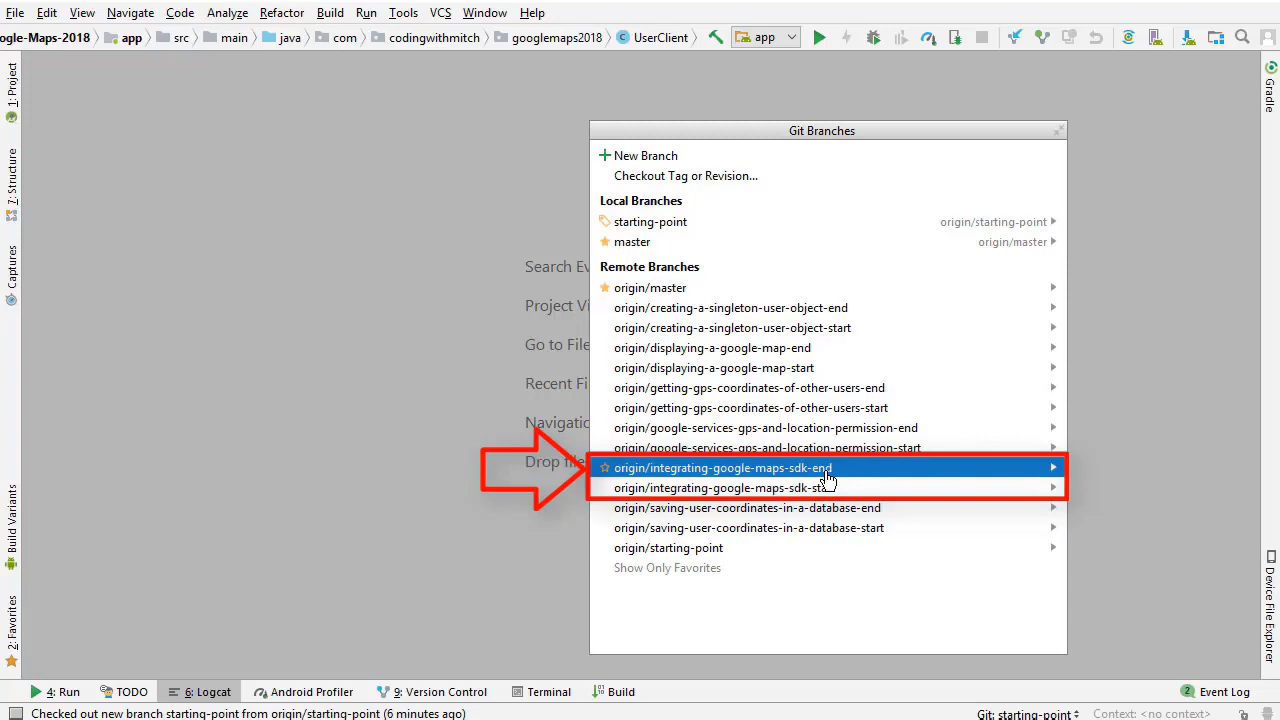 File Edit View Navigate Code Analyze Refactor Build Run Tools VCS Window Help
ogle-Maps-2018 app src main java com codingwithmitch googlemaps2018 UserClient app
1: Project
7: Structure
Captures
Build Variants
2: Favorites
Gradle
Device File Explorer
Search Ev
Project Vi
Go to File
Recent Fi
Navigatio
Drop file
Git Branches
New Branch
Checkout Tag or Revision...
Local Branches
starting-point origin/starting-point
master origin/master
Remote Branches
origin/master
origin/creating-a-singleton-user-object-end
origin/creating-a-singleton-user-object-start
origin/displaying-a-google-map-end
origin/displaying-a-google-map-start
origin/getting-gps-coordinates-of-other-users-end
origin/getting-gps-coordinates-of-other-users-start
origin/google-services-gps-and-location-permission-end
origin/google-services-gps-and-location-permission-start
origin/integrating-google-maps-sdk-end
origin/integrating-google-maps-sdk-sta
origin/saving-user-coordinates-in-a-database-end
origin/saving-user-coordinates-in-a-database-start
origin/starting-point
Show Only Favorites
4: Run TODO 6: Logcat Android Profiler 9: Version Control Terminal Build 2 Event Log
Checked out new branch starting-point from origin/starting-point (6 minutes ago) Git: starting-point Context: <no context>